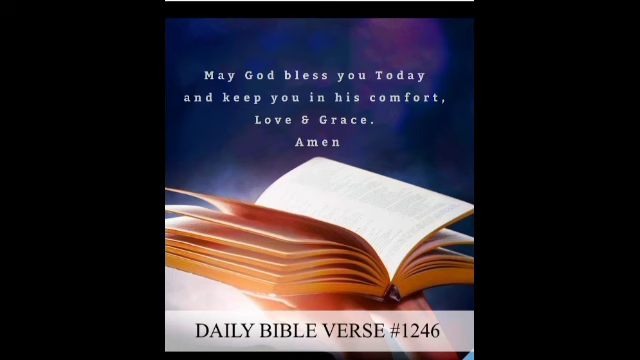 May God bless you Today
and keep you in his comfort,
Love & Grace.
Amen
DAILY BIBLE VERSE #1246